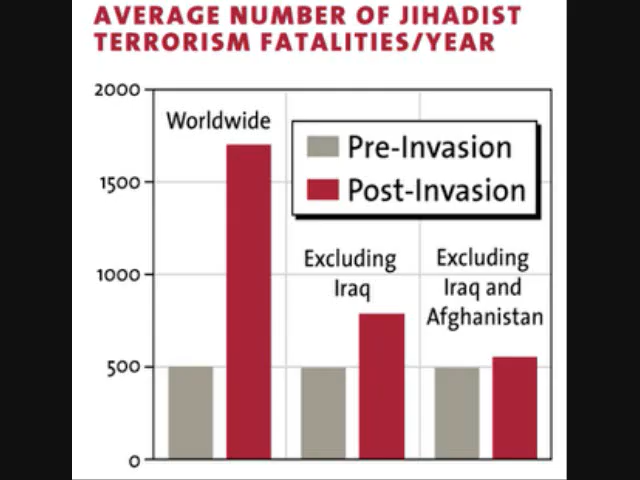 AVERAGE NUMBER OF JIHADIST
TERRORISM FATALITIES/YEAR
2000
Worldwide
Pre-Invasion
1500
Post-Invasion
Excluding
Iraq
Excluding
Iraq and
Afghanistan
1000
500
0